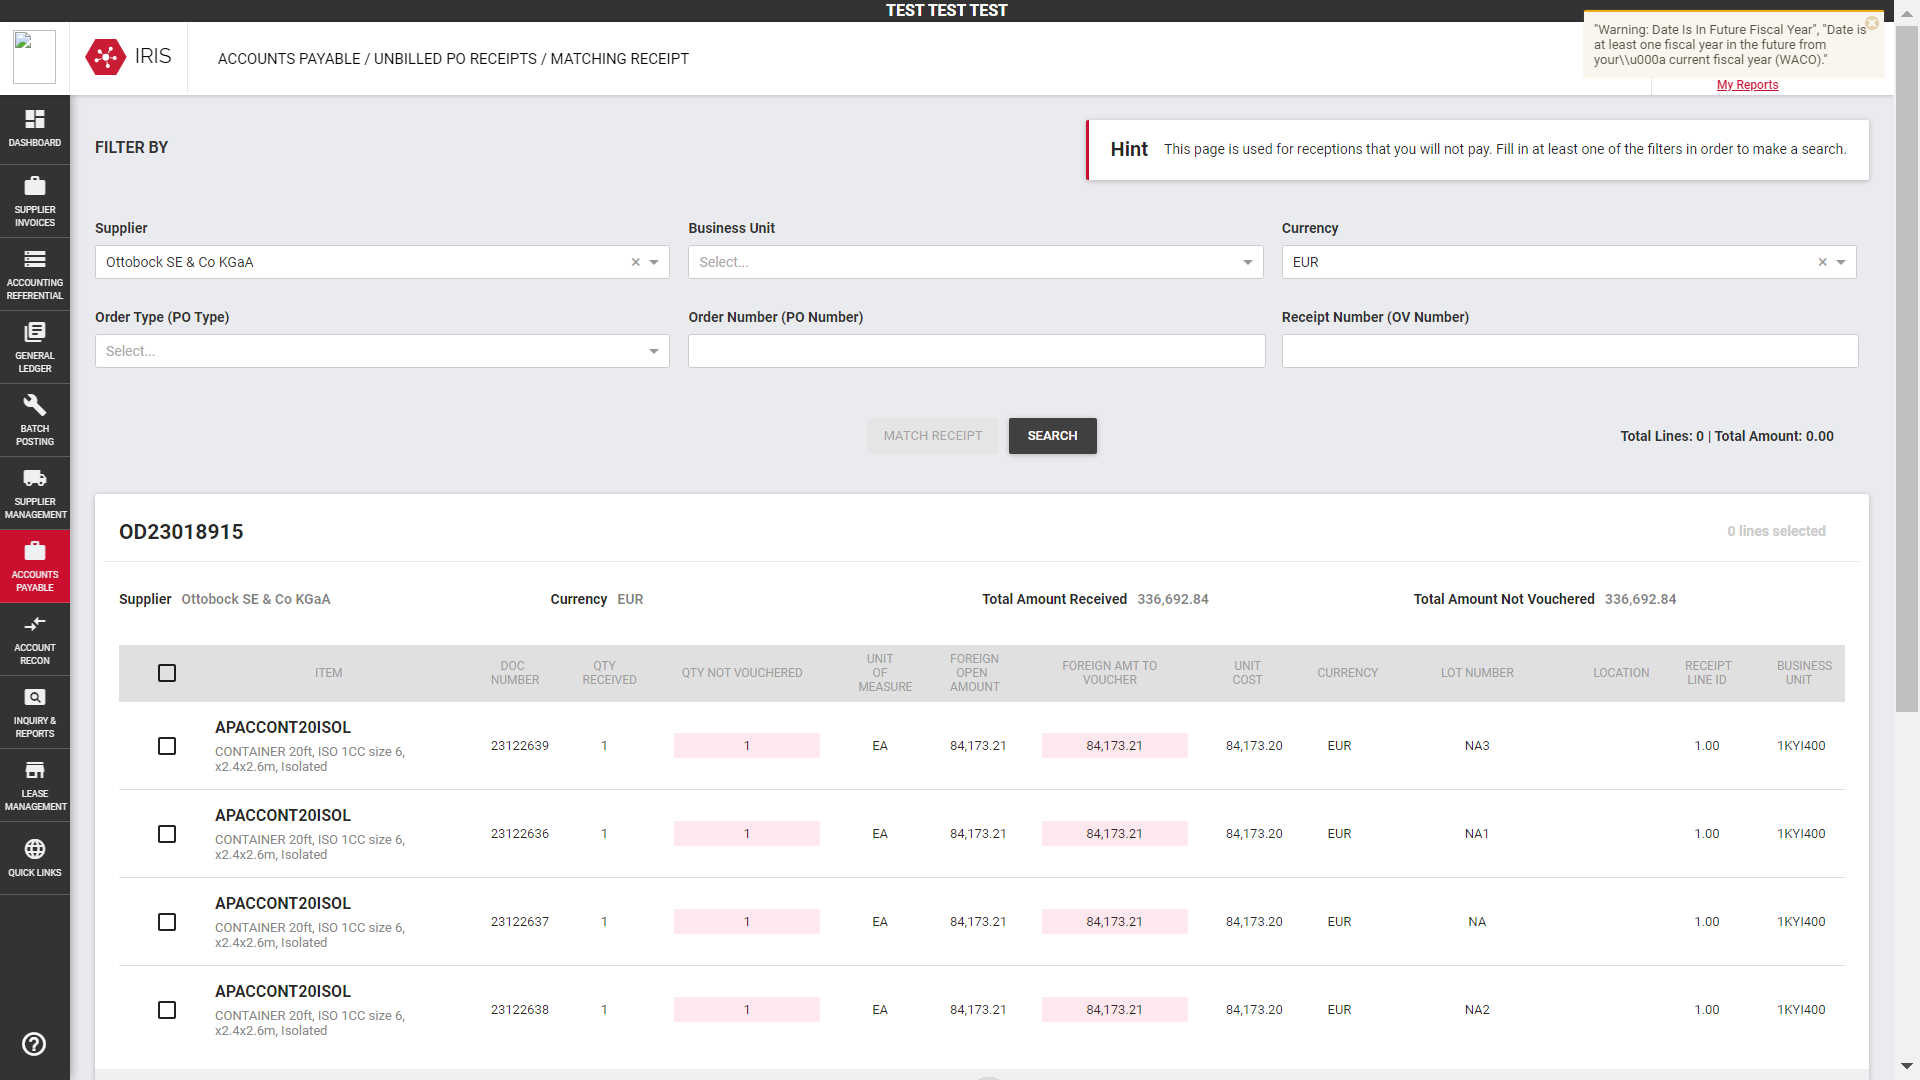 TEST TEST TEST
IRIS
ACCOUNTS PAYABLE / UNBILLED PO RECEIPTS / MATCHING RECEIPT
"Warning: Date Is In Future Fiscal Year", "Date is
at least one fiscal year in the future from
your\\u000a current fiscal year (WACO)."
My Reports
DASHBOARD
SUPPLIER
INVOICES
ACCOUNTING
REFERENTIAL
GENERAL
LEDGER
BATCH
POSTING
SUPPLIER
MANAGEMENT
ACCOUNTS
PAYABLE
ACCOUNT
RECON
INQUIRY &
REPORTS
LEASE
MANAGEMENT
QUICK LINKS
FILTER BY
Hint This page is used for receptions that you will not pay. Fill in at least one of the filters in order to make a search.
Supplier Business Unit Currency
Ottobock SE & Co KGaA Select... EUR
Order Type (PO Type) Order Number (PO Number) Receipt Number (OV Number)
Select...
MATCH RECEIPT SEARCH Total Lines: 0 | Total Amount: 0.00
OD23018915 0 lines selected
Supplier Ottobock SE & Co KGaA Currency EUR Total Amount Received 336,692.84 Total Amount Not Vouchered 336,692.84
ITEM DOC NUMBER QTY RECEIVED QTY NOT VOUCHERED UNIT OF MEASURE FOREIGN OPEN AMOUNT FOREIGN AMT TO VOUCHER UNIT COST CURRENCY LOT NUMBER LOCATION RECEIPT LINE ID BUSINESS UNIT
APACCONT20ISOL
CONTAINER 20ft, ISO 1CC size 6,
x2.4x2.6m, Isolated
23122639 1 1 EA 84,173.21 84,173.21 84,173.20 EUR NA3 1.00 1KYI400
APACCONT20ISOL
CONTAINER 20ft, ISO 1CC size 6,
x2.4x2.6m, Isolated
23122636 1 1 EA 84,173.21 84,173.21 84,173.20 EUR NA1 1.00 1KYI400
APACCONT20ISOL
CONTAINER 20ft, ISO 1CC size 6,
x2.4x2.6m, Isolated
23122637 1 1 EA 84,173.21 84,173.21 84,173.20 EUR NA 1.00 1KYI400
APACCONT20ISOL
CONTAINER 20ft, ISO 1CC size 6,
x2.4x2.6m, Isolated
23122638 1 1 EA 84,173.21 84,173.21 84,173.20 EUR NA2 1.00 1KYI400